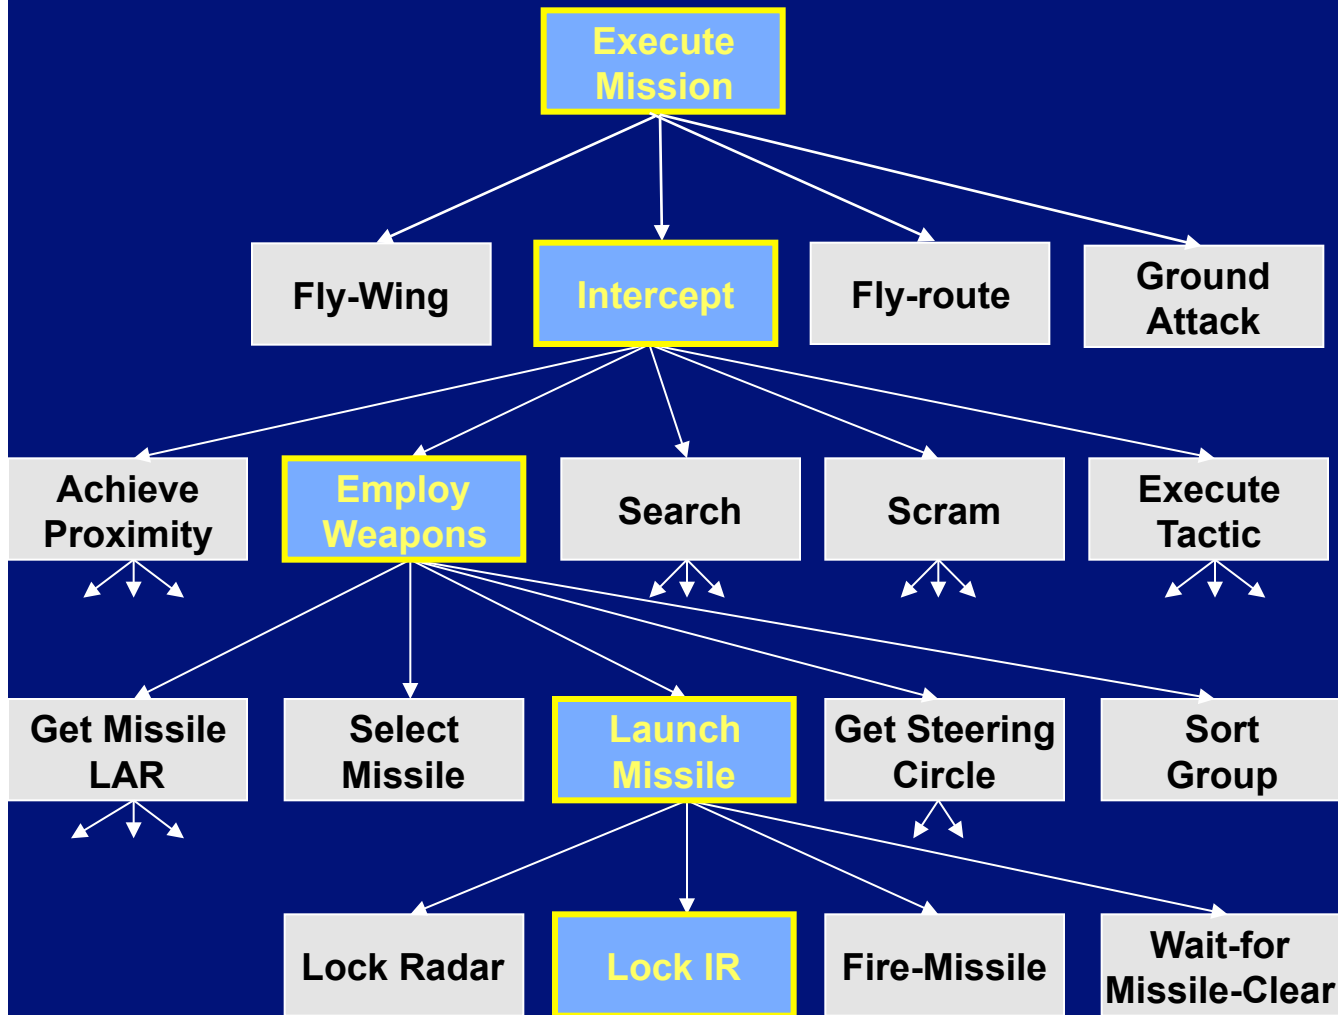 Execute
Mission
Fly-Wing
Intercept
Fly-route
Ground
Attack
Achieve
Proximity
Employ
Weapons
Search
Scram
Execute
Tactic
Get Missile
LAR
Select
Missile
Launch
Missile
Get Steering
Circle
Sort
Group
Lock Radar
Lock IR
Fire-Missile
Wait-for
Missile-Clear